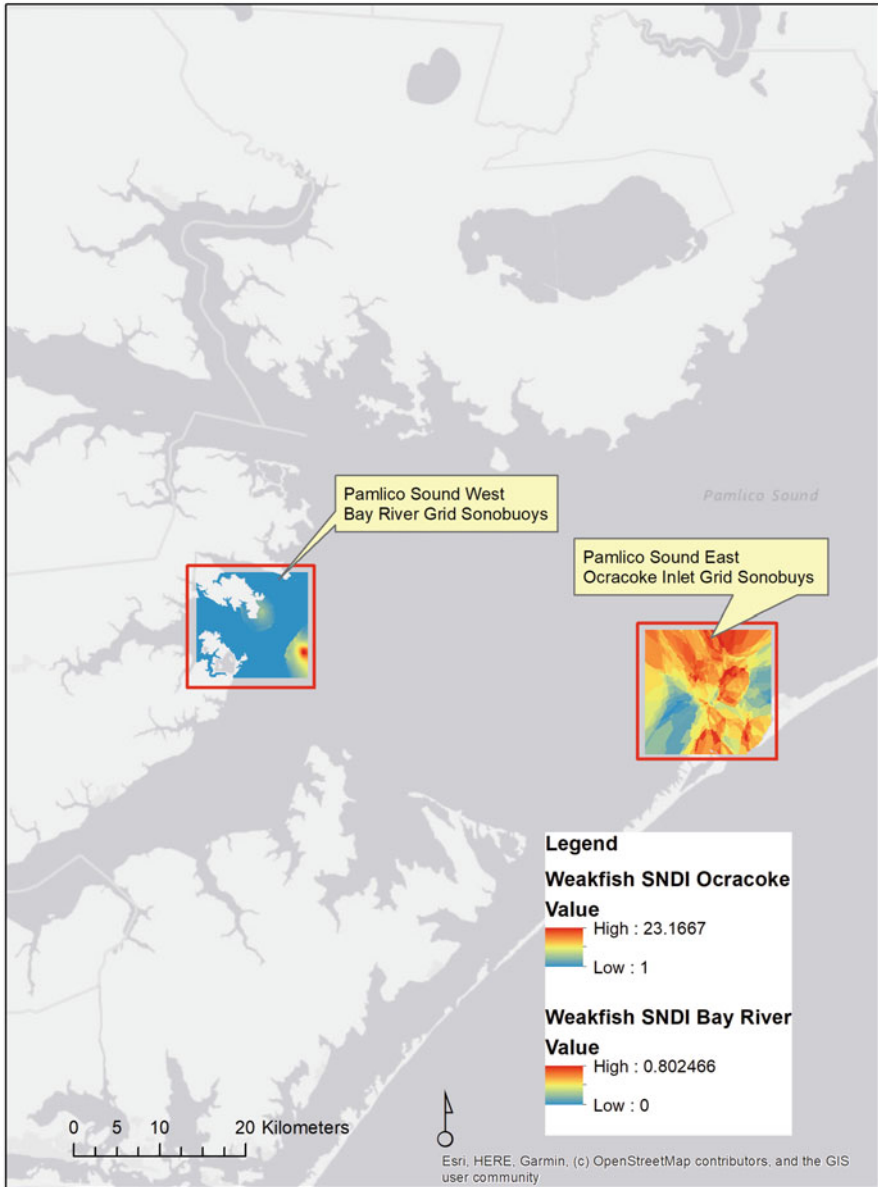 Pamlico Sound West
Bay River Grid Sonobuoys
Pamlico Sound
Pamlico Sound East
Ocracoke Inlet Grid Sonobuys
Legend
Weakfish SNDI Ocracoke
Value
High : 23.1667
Low : 1
Weakfish SNDI Bay River
Value
High : 0.802466
Low : 0
0 5 10 20 Kilometers
Esri, HERE, Garmin, (c) OpenStreetMap contributors, and the GIS
user community